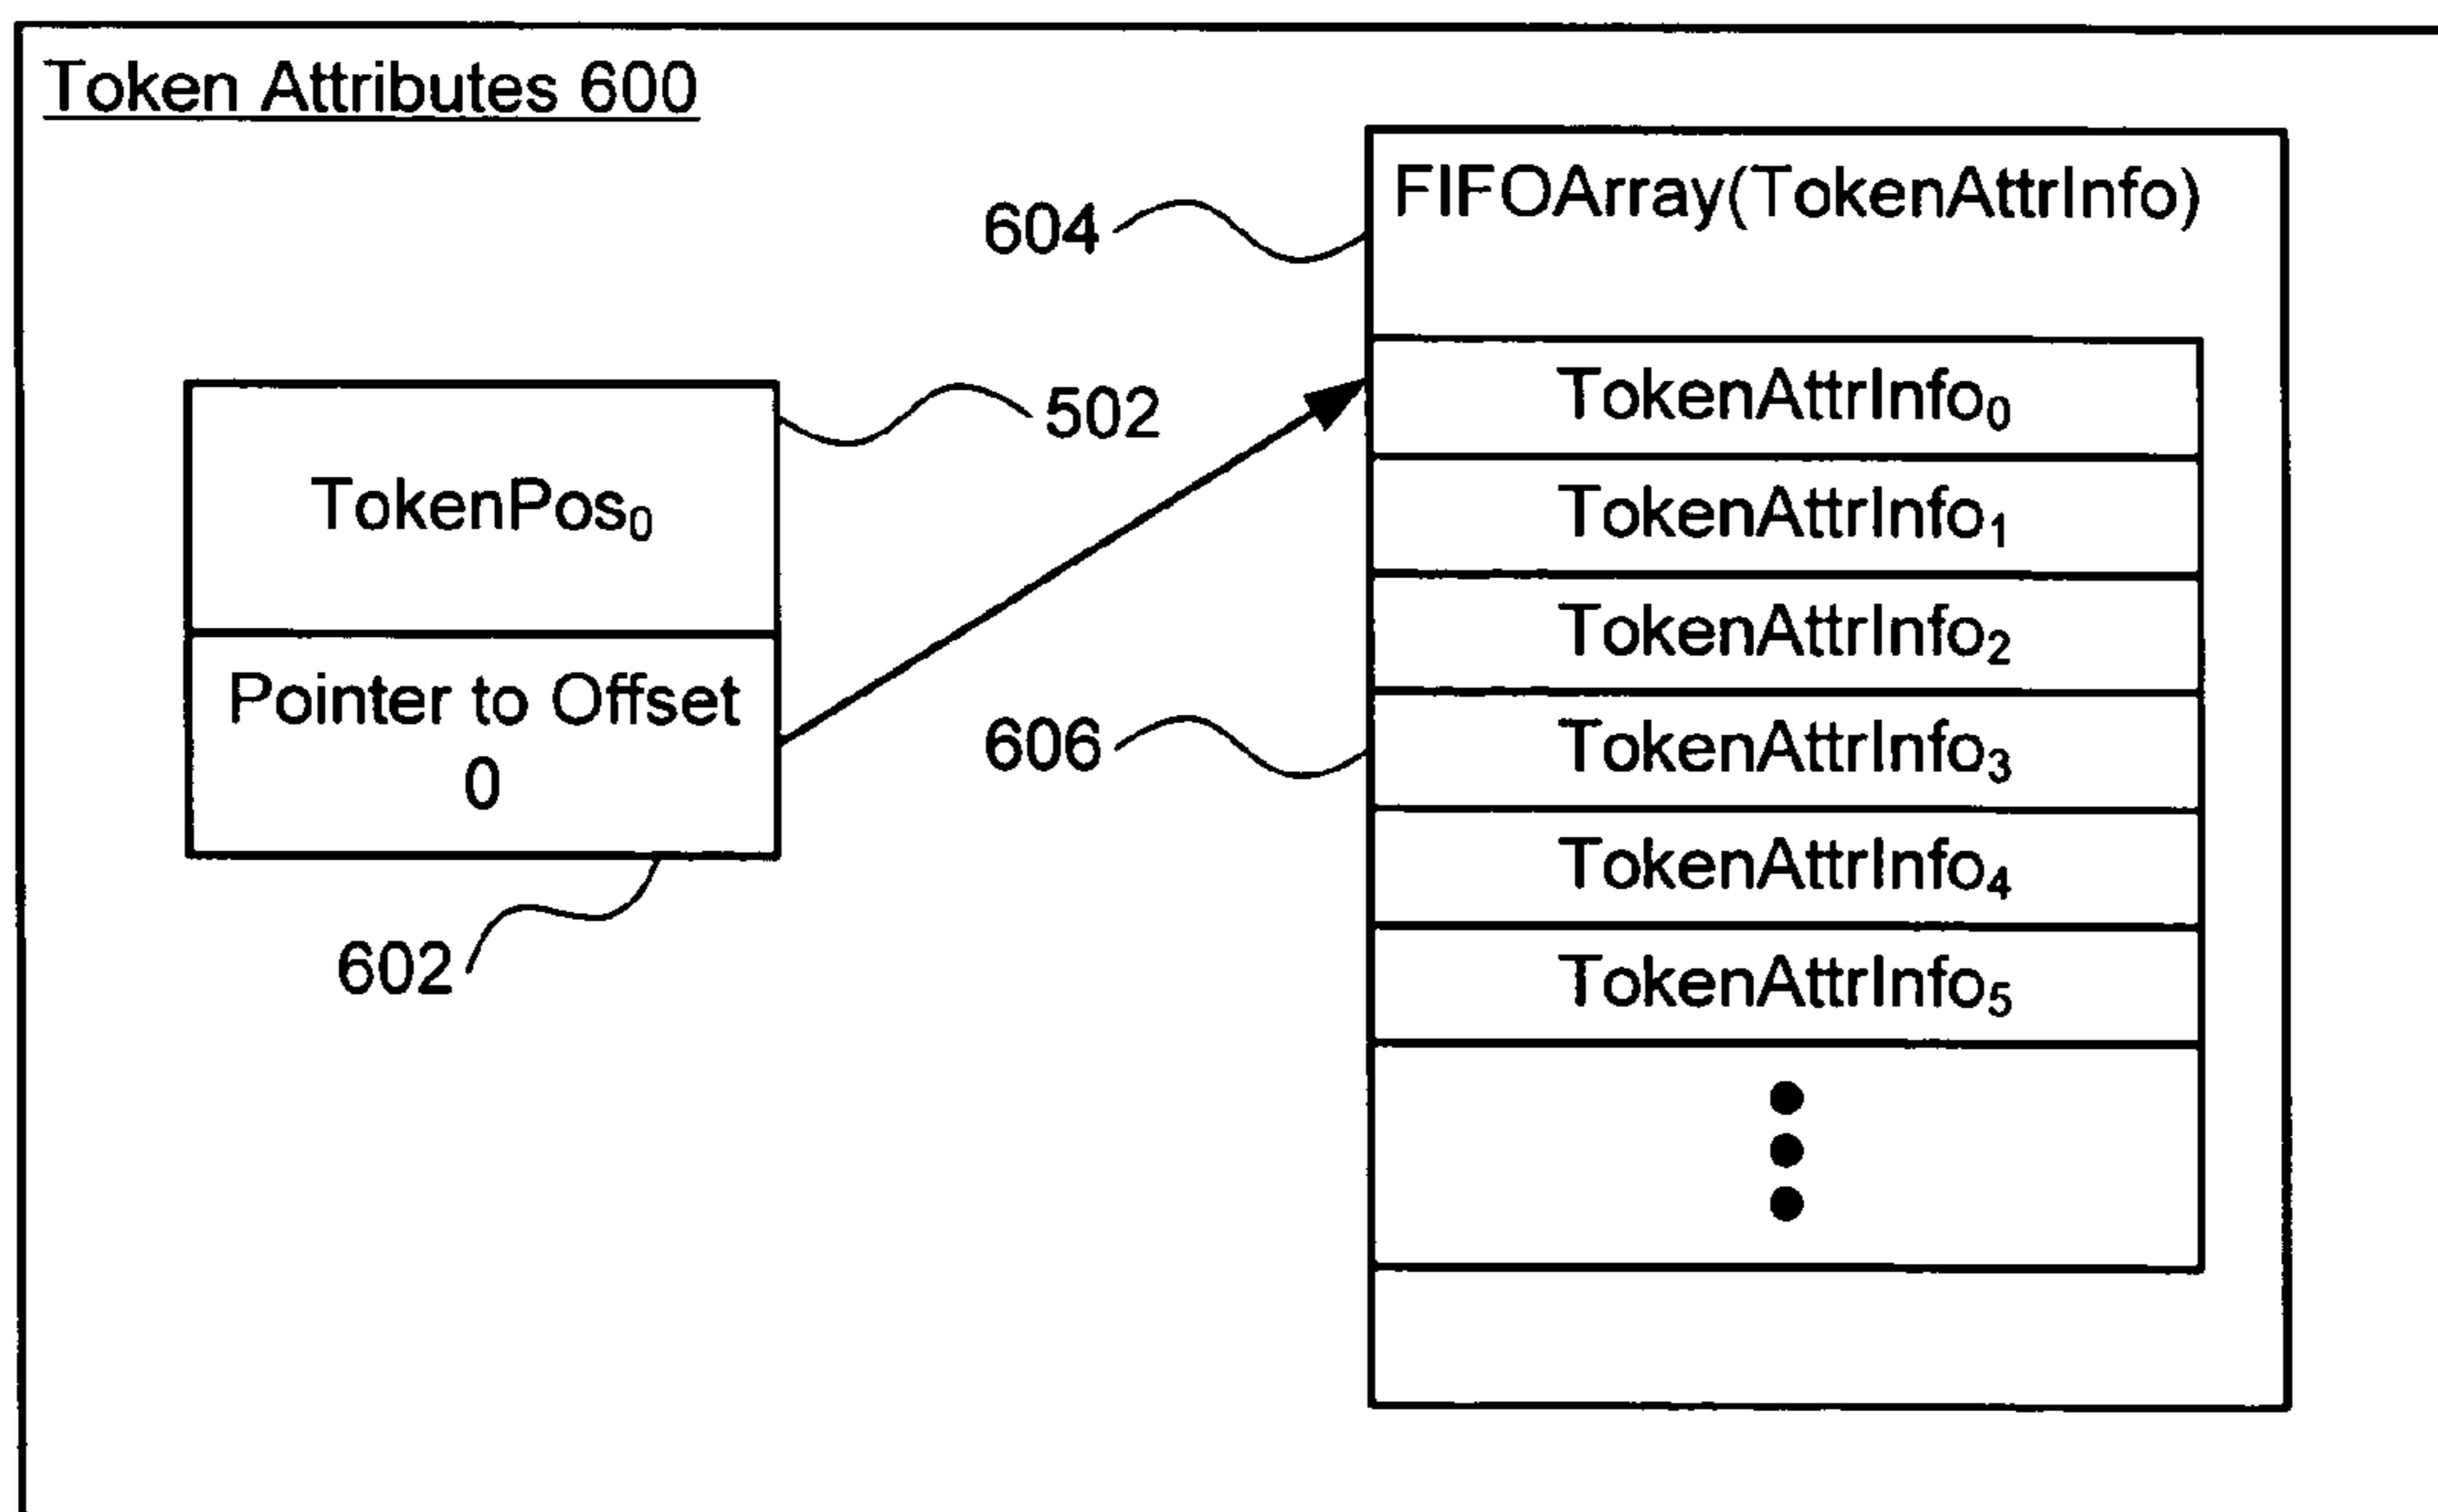 Token Attributes 600
604
FIFOArray(TokenAttrInfo)
502
TokenPos₀
Pointer to Offset
0
602
606
TokenAttrInfo₀
TokenAttrInfo₁
TokenAttrInfo₂
TokenAttrInfo₃
TokenAttrInfo₄
TokenAttrInfo₅